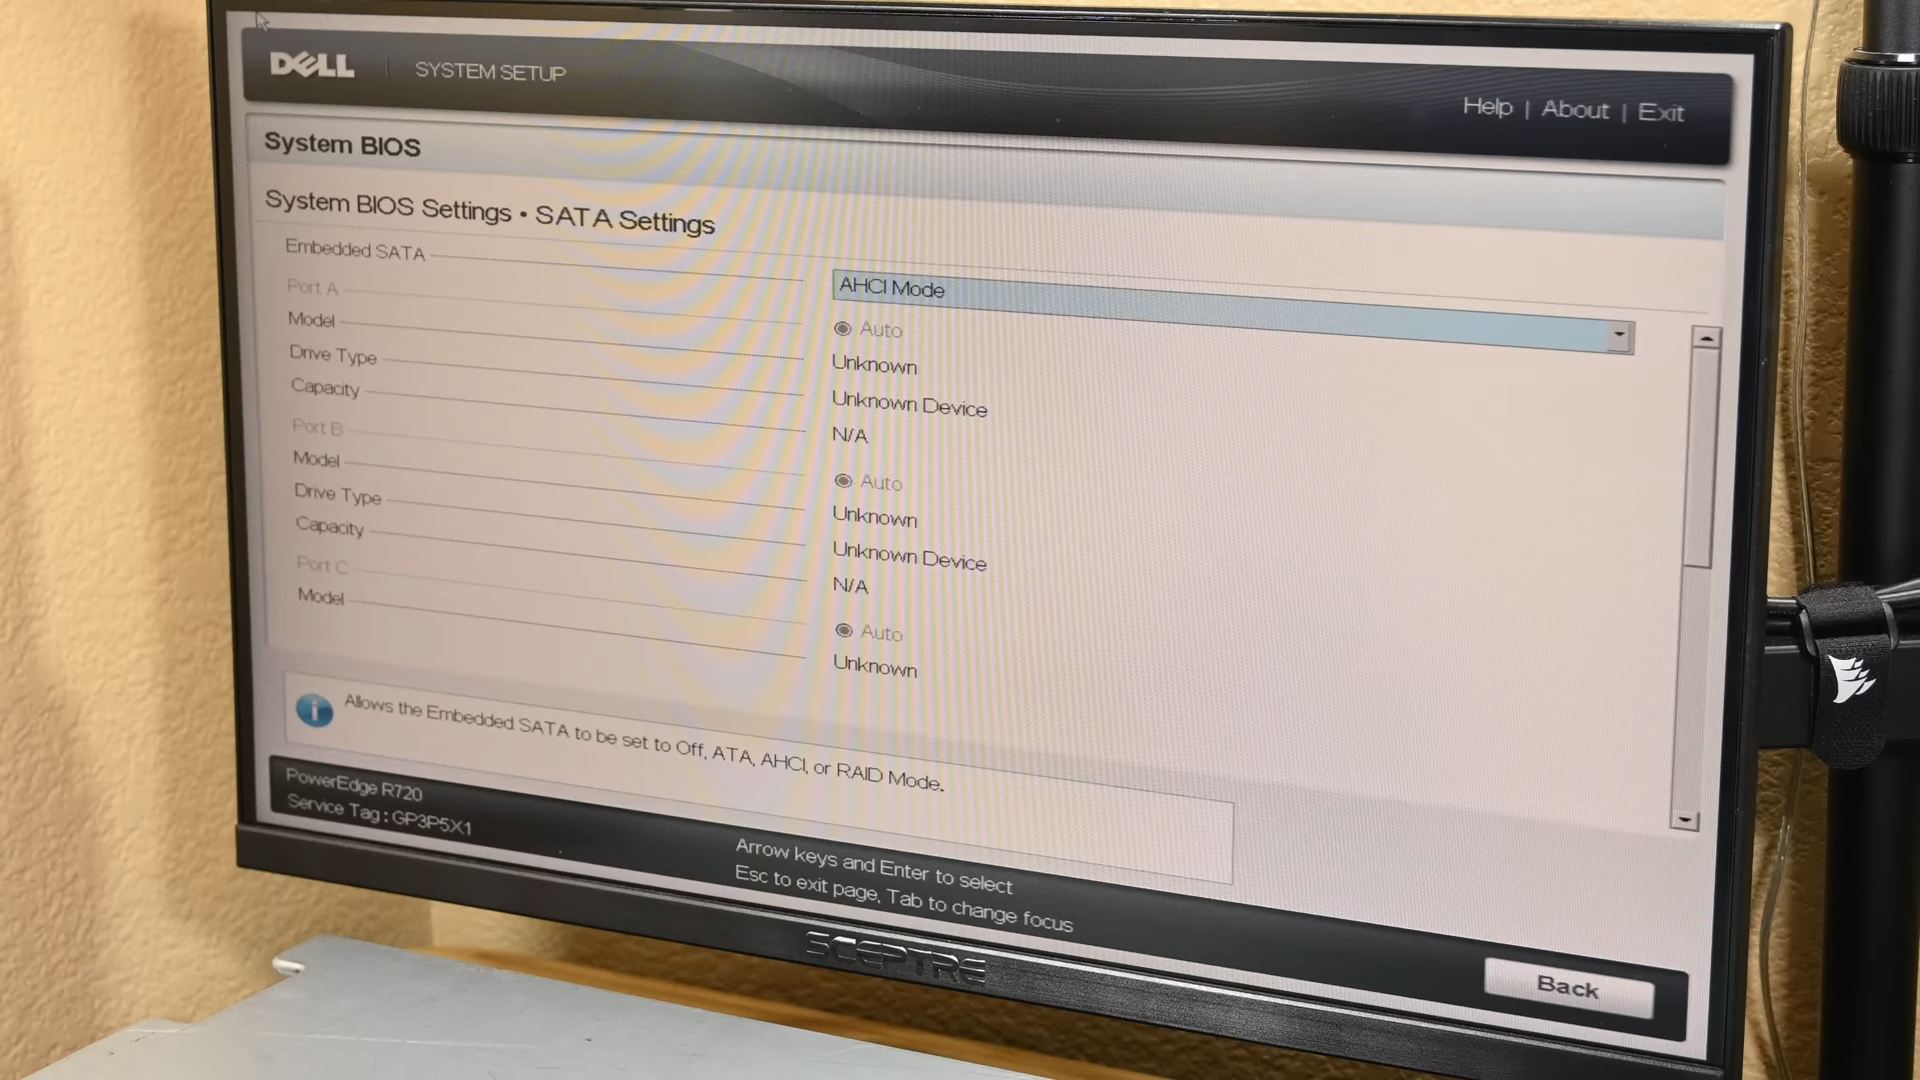 DELL | SYSTEM SETUP
Help | About | Exit
System BIOS
System BIOS Settings • SATA Settings
Embedded SATA AHCI Mode
Port A Auto
Model Unknown
Drive Type Unknown Device
Capacity N/A
Port B Auto
Model Unknown
Drive Type Unknown Device
Capacity N/A
Port C Auto
Model Unknown
Allows the Embedded SATA to be set to Off, ATA, AHCI, or RAID Mode.
PowerEdge R720
Service Tag : GP3P5X1
Arrow keys and Enter to select
Esc to exit page, Tab to change focus
Back
SCEPTRE